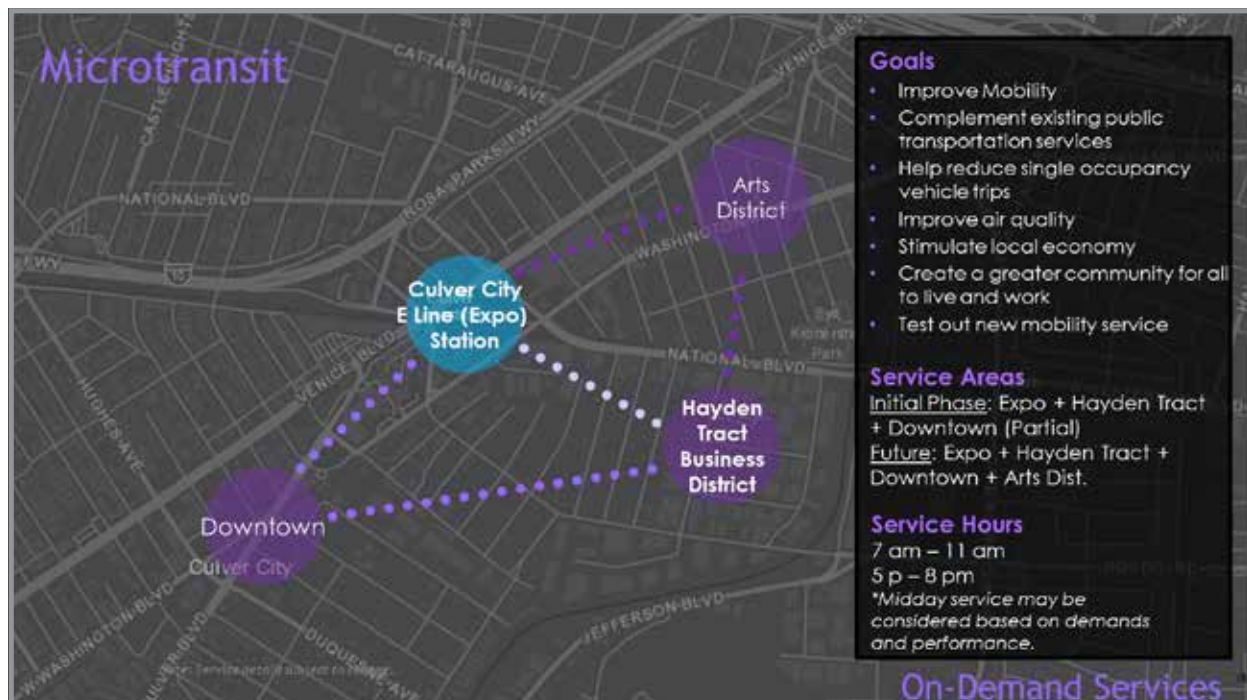 Microtransit
CASTLE HEIGHTS
CATTARAUGUS AVE
VENICE BLVD
NATIONAL BLVD
ROSA PARKS FWY
Arts
District
WASHINGTON
FWY
10
Culver City
E Line (Expo)
Station
VENICE BLVD
NATIONAL BLVD
Park
HUGHES AVE
Hayden
Tract
Business
District
Downtown
Culver City
JEFFERSON BLVD
W WASHINGTON BLVD
DUQUESNE AVE
Goals
• Improve Mobility
• Complement existing public
transportation services
• Help reduce single occupancy
vehicle trips
• Improve air quality
• Stimulate local economy
• Create a greater community for all
to live and work
• Test out new mobility service
Service Areas
Initial Phase: Expo + Hayden Tract
+ Downtown (Partial)
Future: Expo + Hayden Tract +
Downtown + Arts Dist.
Service Hours
7 am – 11 am
5 p – 8 pm
*Midday service may be
considered based on demands
and performance.
On-Demand Services